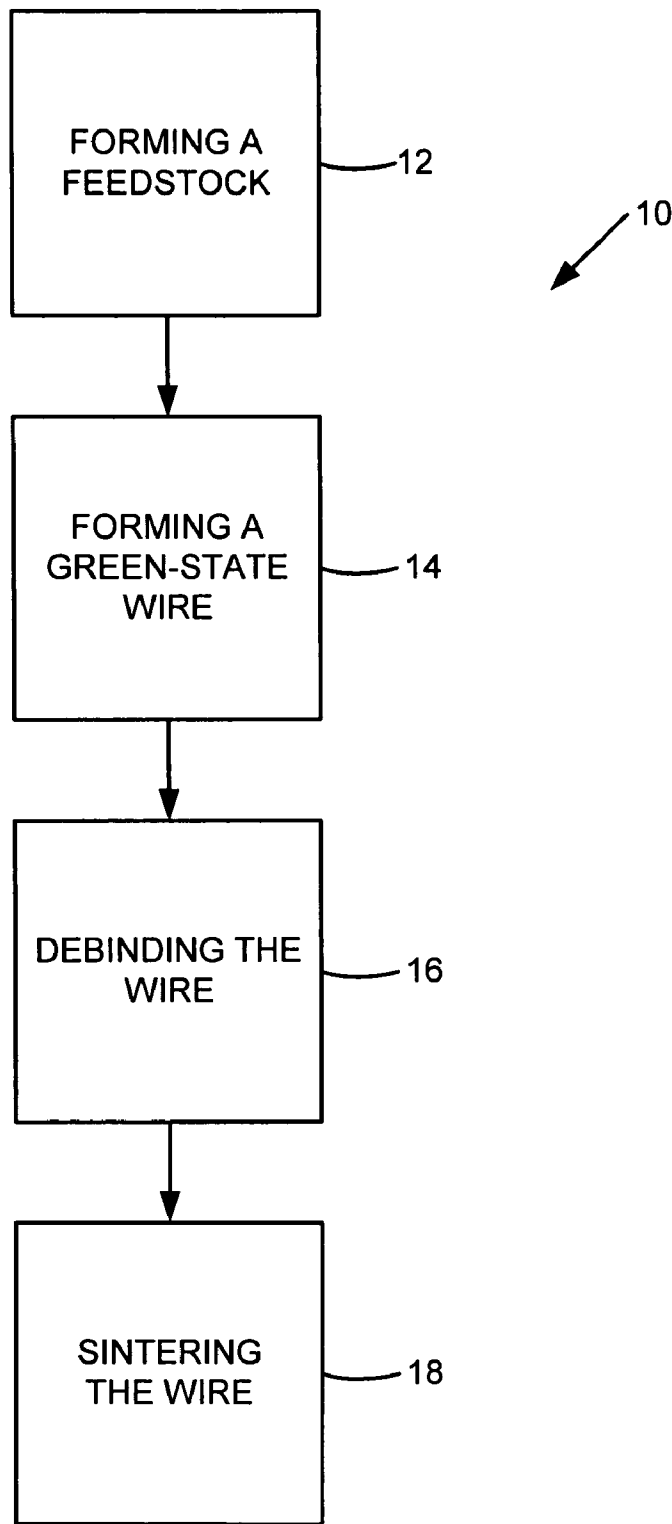 FORMING A
FEEDSTOCK
12
10
FORMING A
GREEN-STATE
WIRE
14
DEBINDING THE
WIRE
16
SINTERING
THE WIRE
18